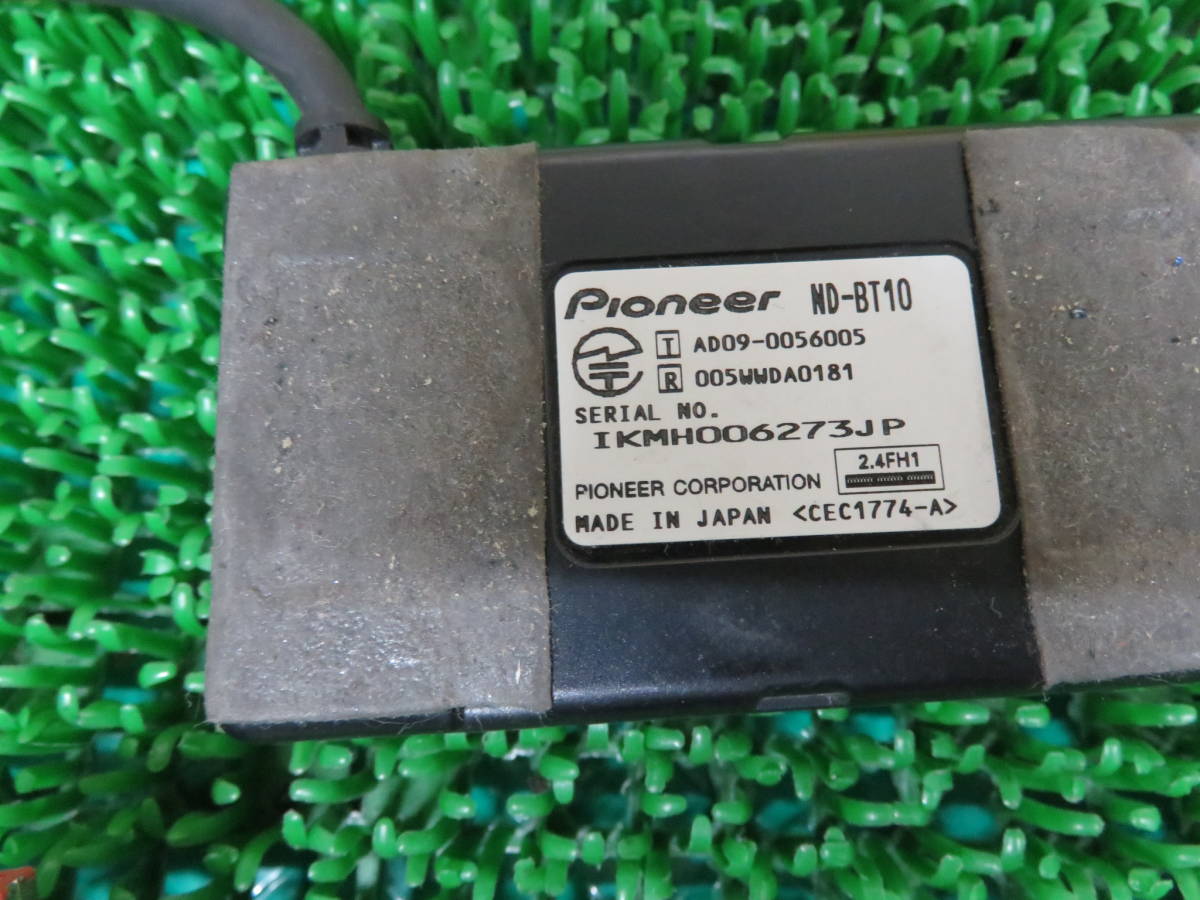 Pioneer ND-BT10
T AD09-0056005
R 005WWDA0181
SERIAL NO.
IKMH006273JP
2.4FH1
PIONEER CORPORATION
MADE IN JAPAN <CEC1774-A>